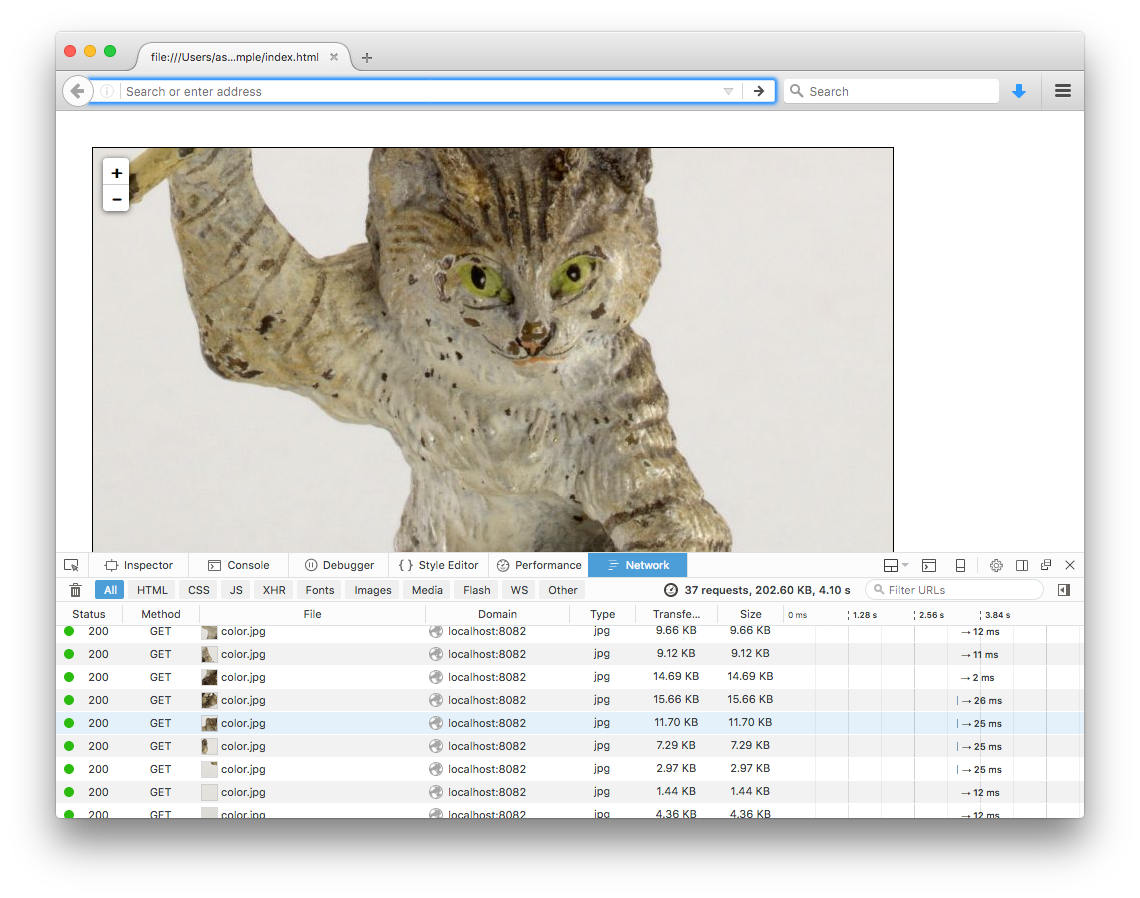 file:///Users/as...mple/index.html
Search or enter address
Search
+
−
Inspector Console Debugger { } Style Editor Performance Network
All HTML CSS JS XHR Fonts Images Media Flash WS Other 37 requests, 202.60 KB, 4.10 s Filter URLs
Status Method File Domain Type Transfe... Size 0 ms 1.28 s 2.56 s 3.84 s
200 GET color.jpg localhost:8082 jpg 9.66 KB 9.66 KB → 12 ms
200 GET color.jpg localhost:8082 jpg 9.12 KB 9.12 KB → 11 ms
200 GET color.jpg localhost:8082 jpg 14.69 KB 14.69 KB → 2 ms
200 GET color.jpg localhost:8082 jpg 15.66 KB 15.66 KB → 26 ms
200 GET color.jpg localhost:8082 jpg 11.70 KB 11.70 KB → 25 ms
200 GET color.jpg localhost:8082 jpg 7.29 KB 7.29 KB → 25 ms
200 GET color.jpg localhost:8082 jpg 2.97 KB 2.97 KB → 25 ms
200 GET color.jpg localhost:8082 jpg 1.44 KB 1.44 KB → 12 ms
200 GET color.jpg localhost:8082 jpg 4.36 KB 4.36 KB → 12 ms